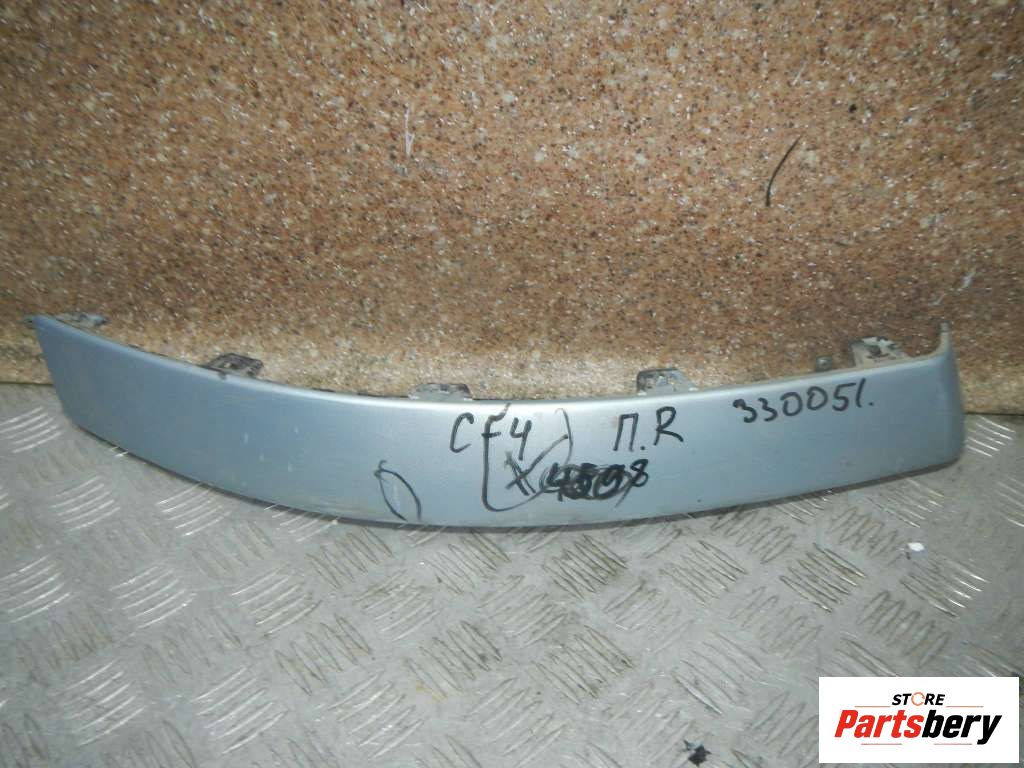 CF4 П.R 330051.
STORE
Partsbery